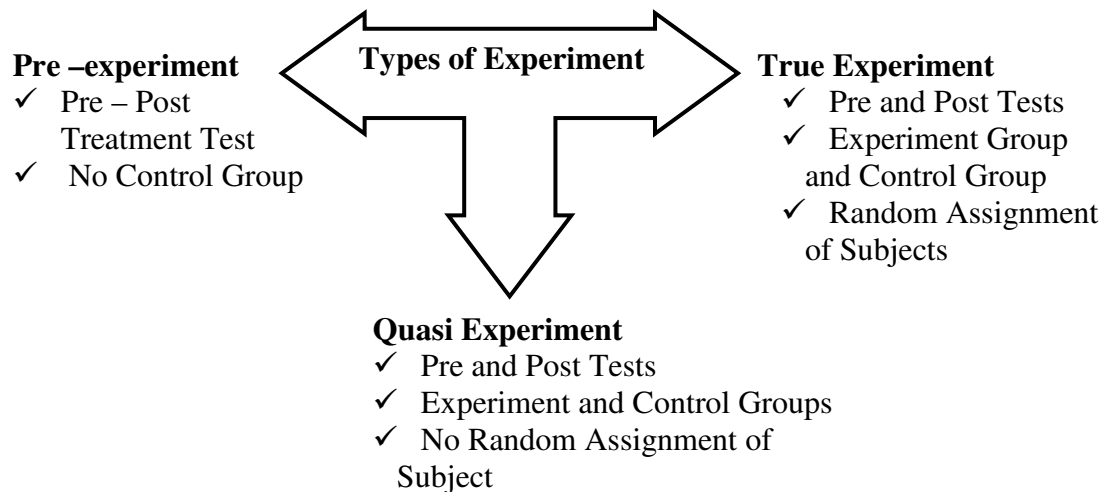 Types of Experiment
Pre –experiment
✓ Pre – Post
Treatment Test
✓ No Control Group
True Experiment
✓ Pre and Post Tests
✓ Experiment Group
and Control Group
✓ Random Assignment
of Subjects
Quasi Experiment
✓ Pre and Post Tests
✓ Experiment and Control Groups
✓ No Random Assignment of
Subject